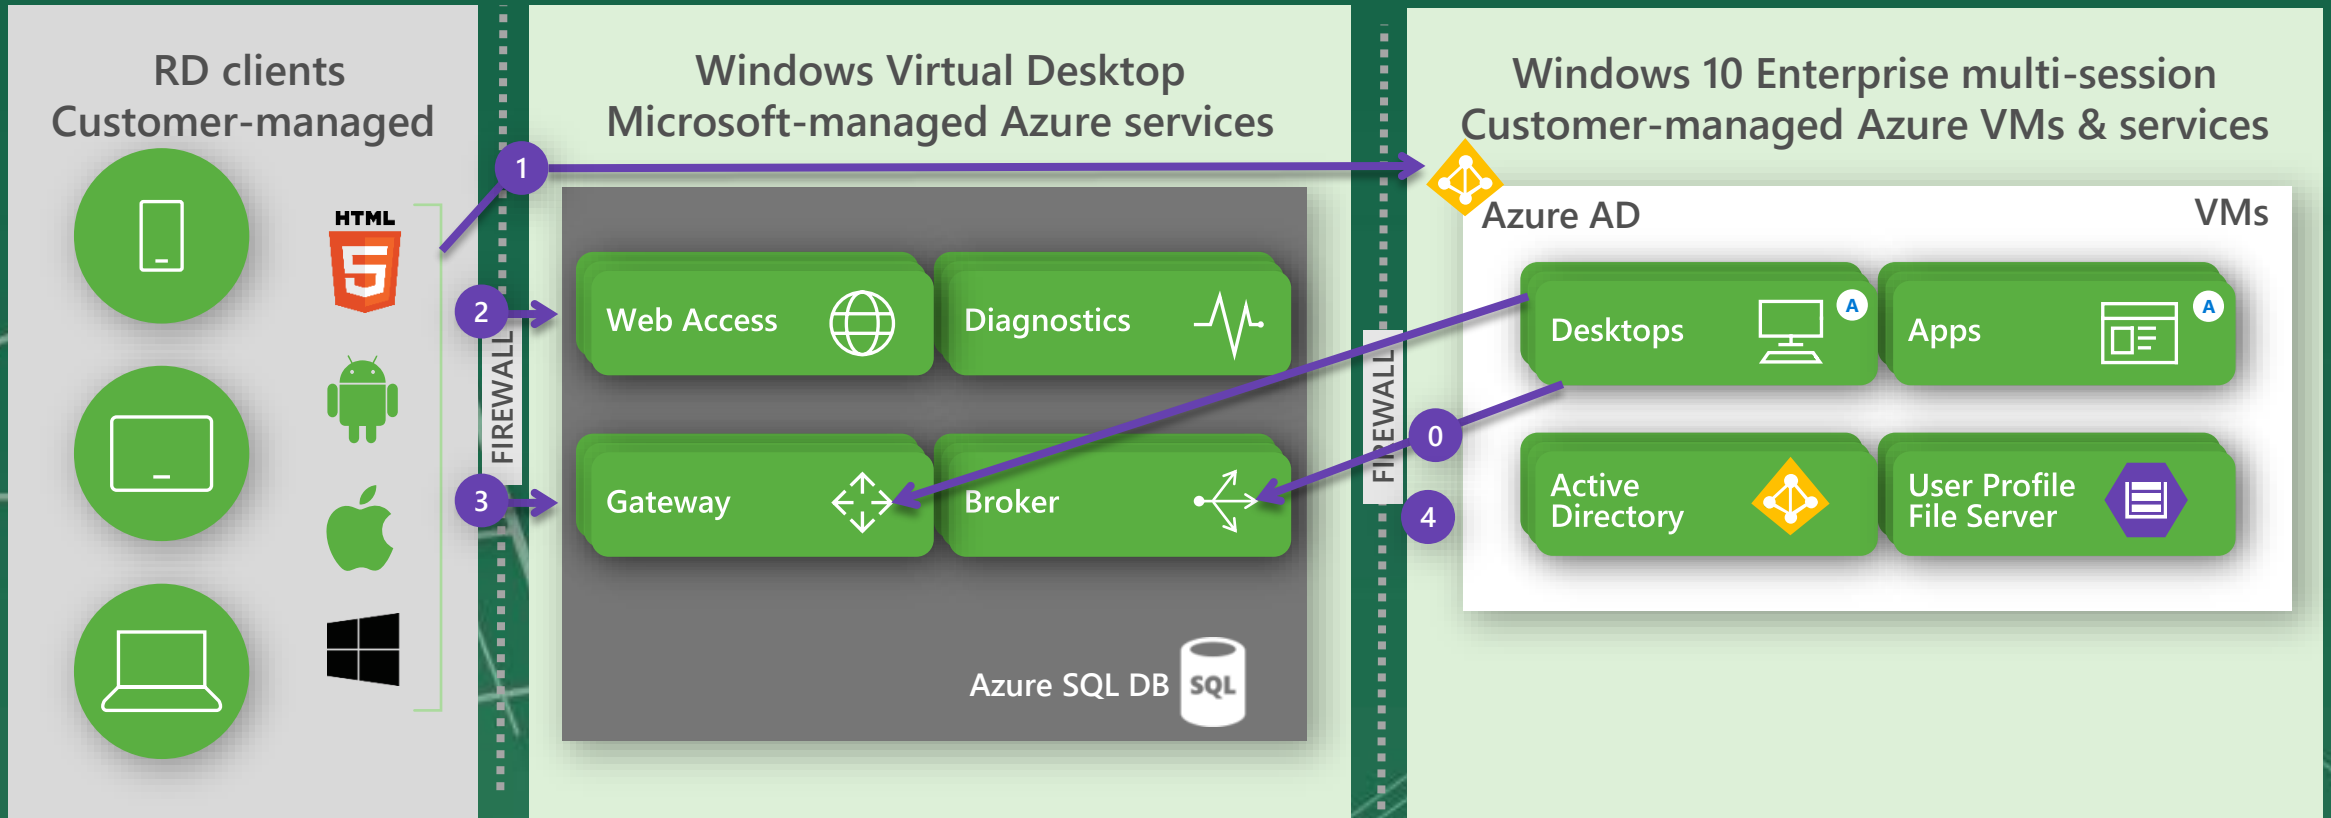 RD clients
Customer-managed
HTML
5
FIREWALL
1
2
3
Windows Virtual Desktop
Microsoft-managed Azure services
Web Access
Diagnostics
Gateway
Broker
Azure SQL DB
SQL
FIREWALL
0
4
Windows 10 Enterprise multi-session
Customer-managed Azure VMs & services
Azure AD
VMs
Desktops
A
Apps
A
Active
Directory
User Profile
File Server